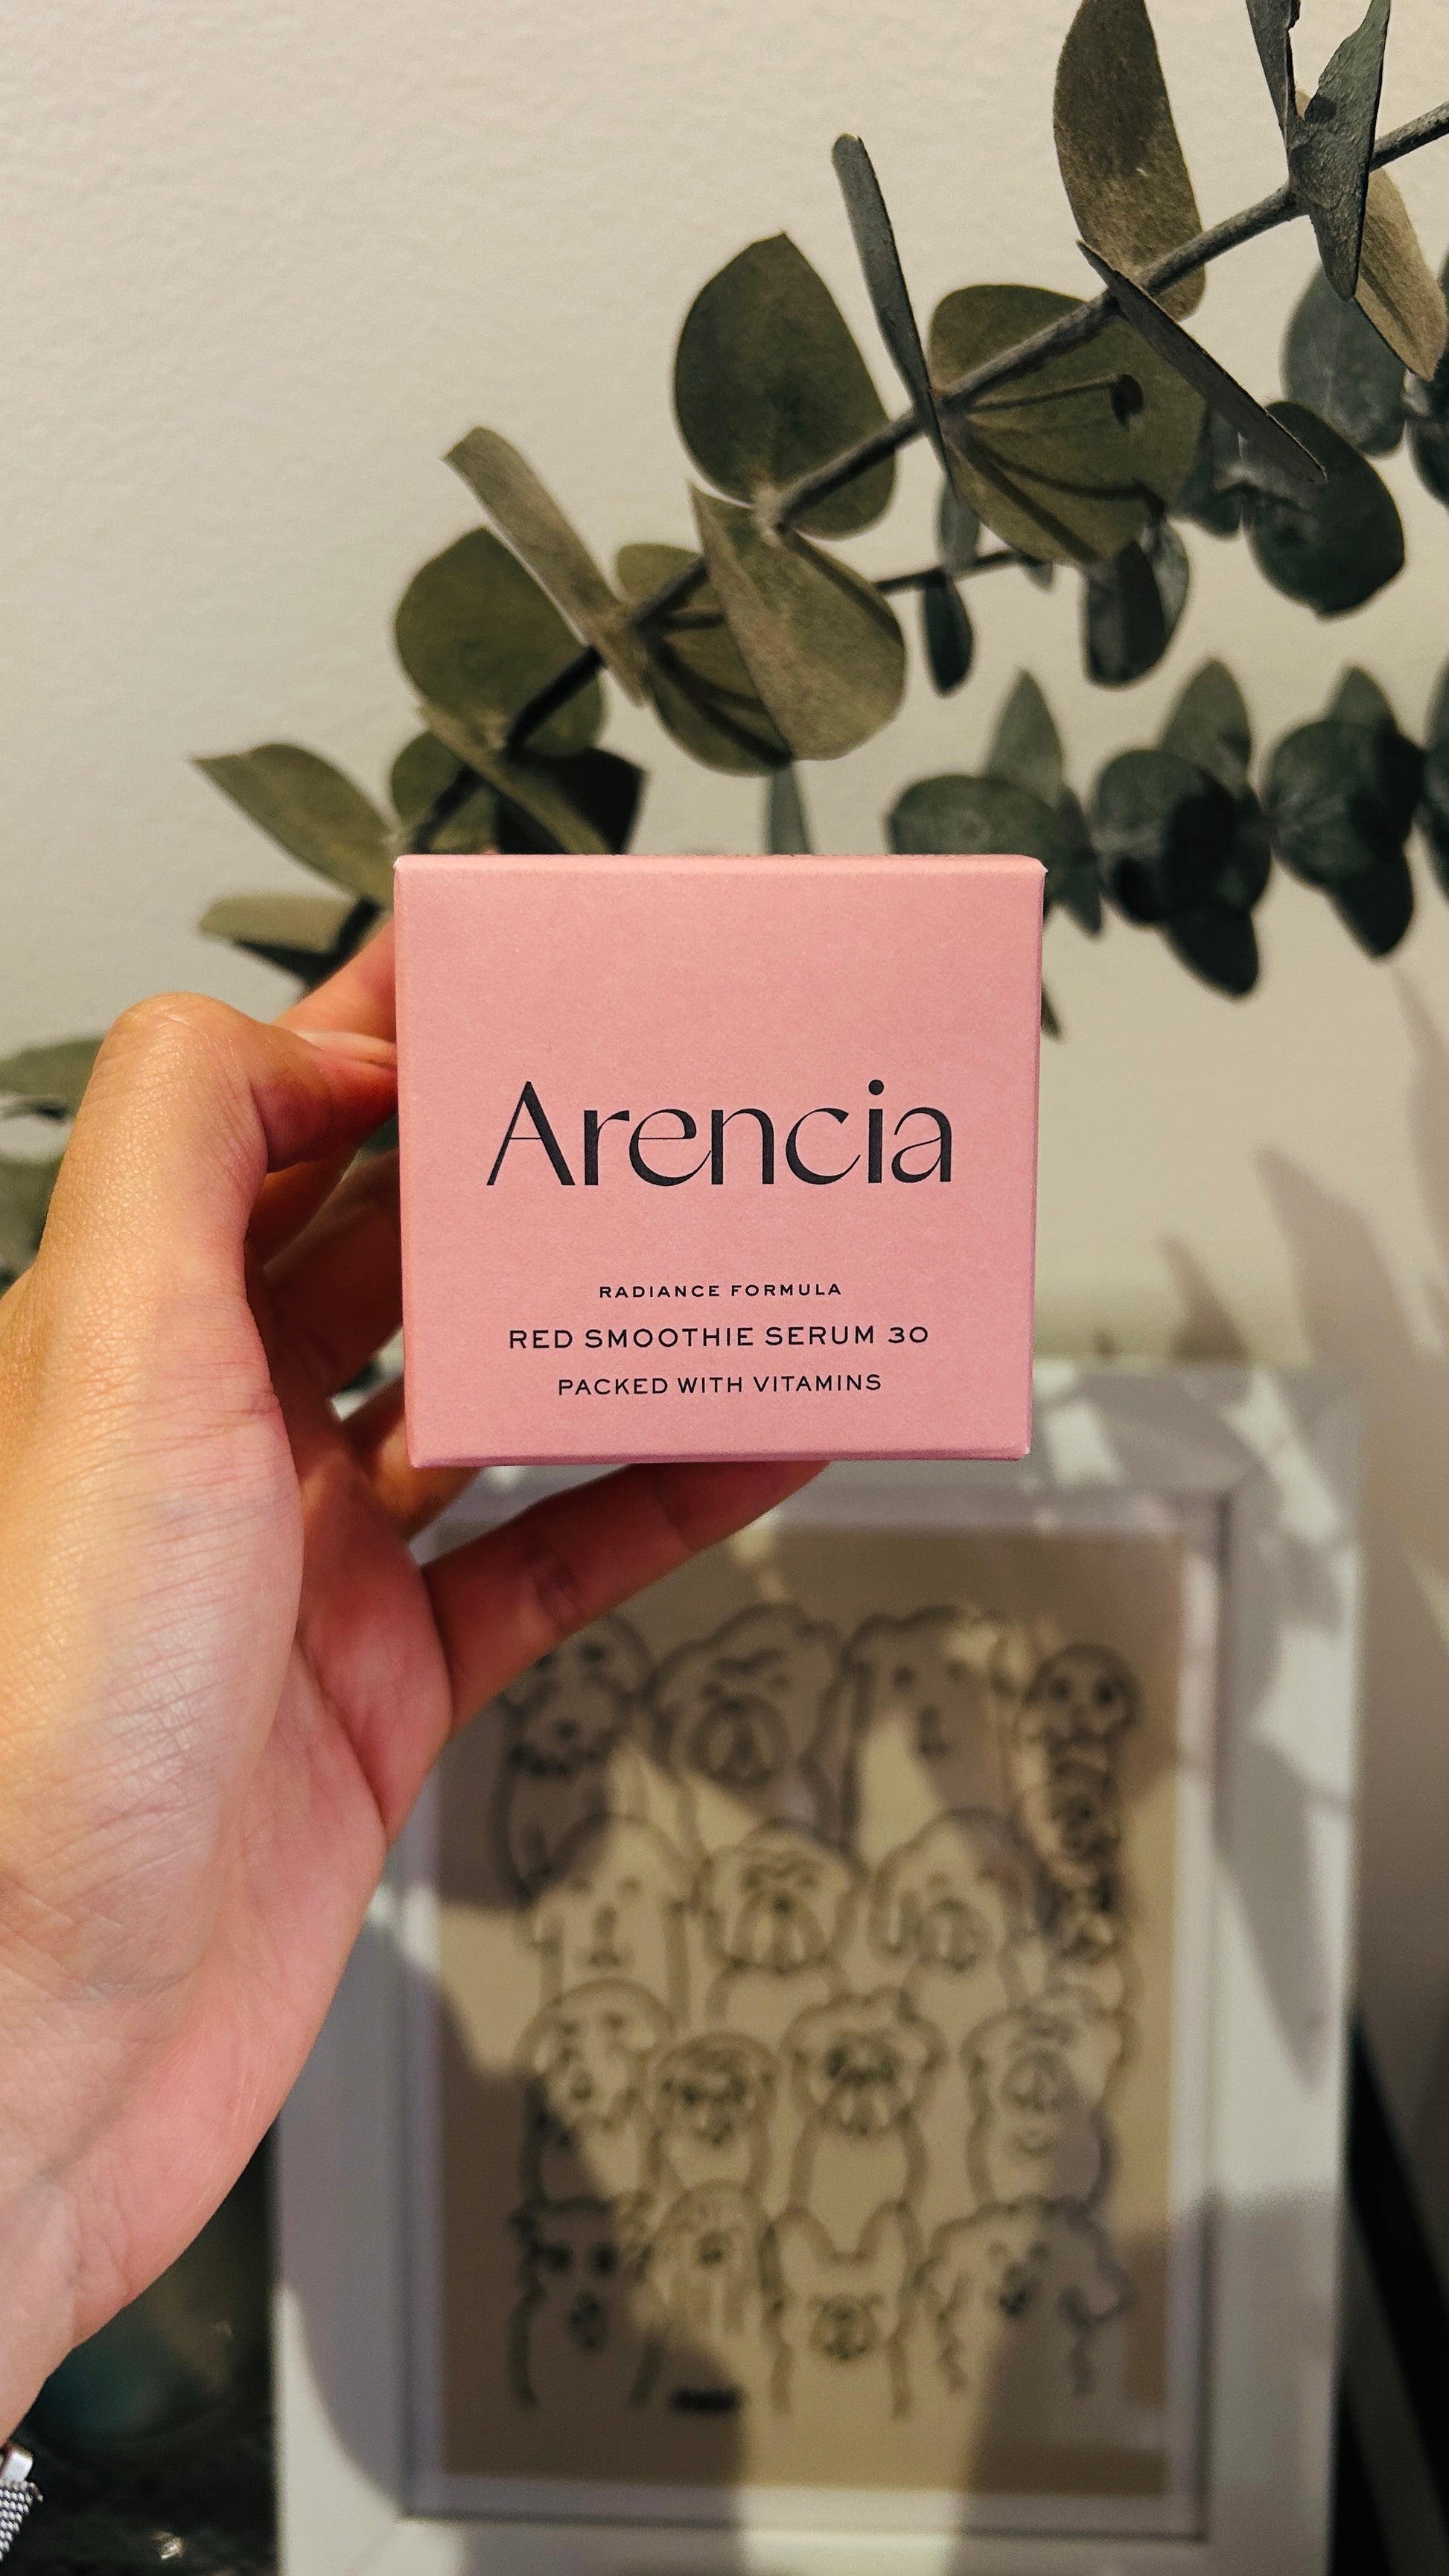 Arencia
RADIANCE FORMULA
RED SMOOTHIE SERUM 30
PACKED WITH VITAMINS